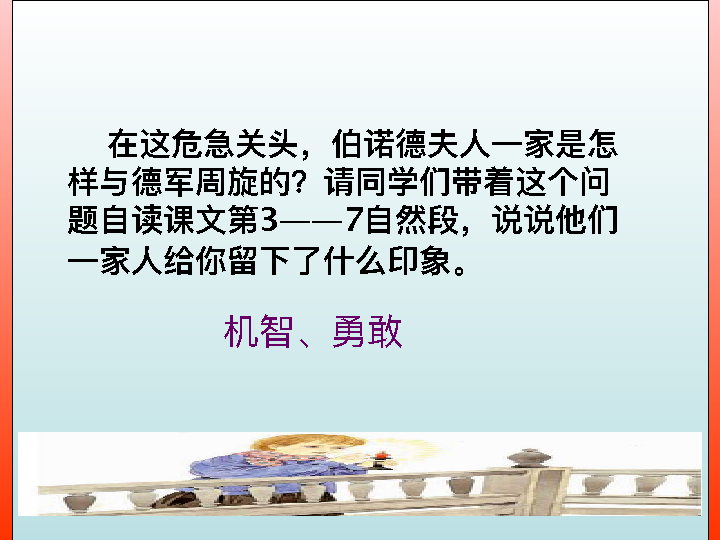 在这危急关头，伯诺德夫人一家是怎
样与德军周旋的？请同学们带着这个问
题自读课文第3——7自然段，说说他们
一家人给你留下了什么印象。
机智、勇敢